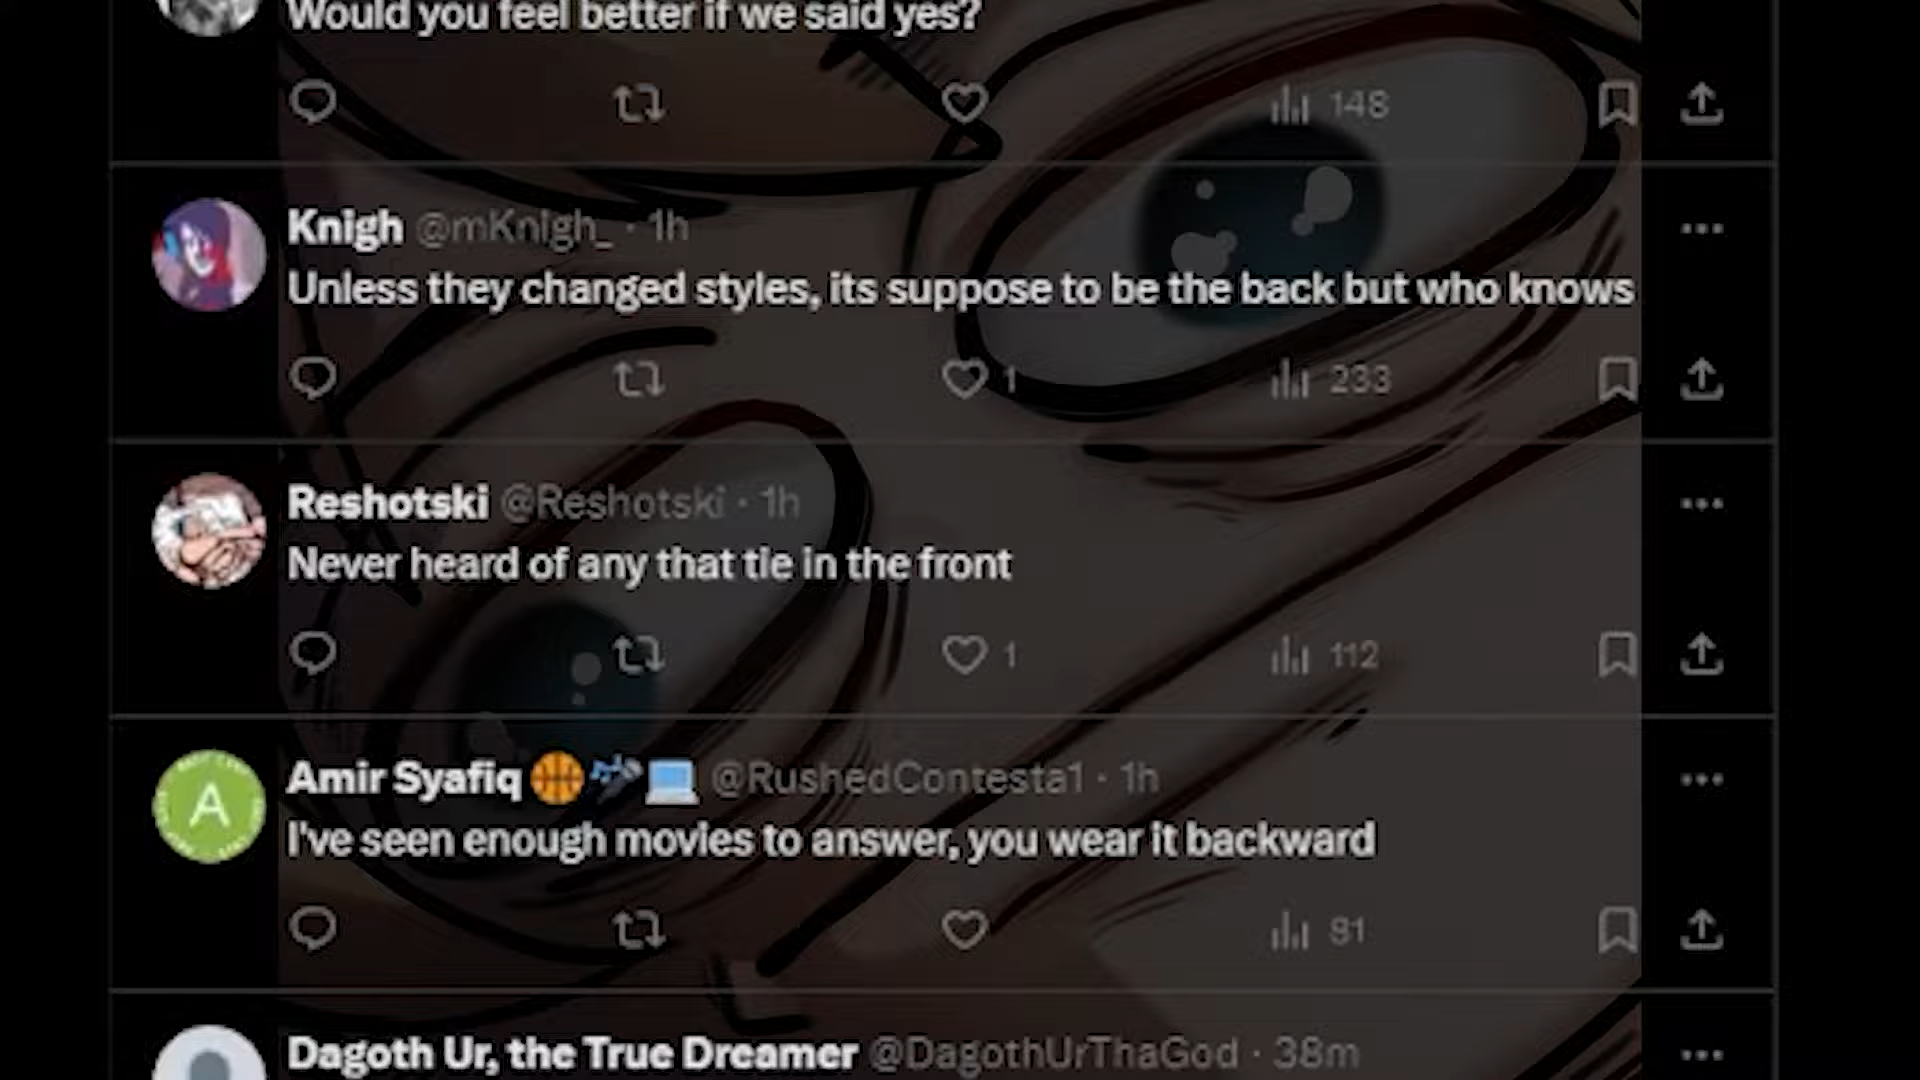 Would you feel better if we said yes?
148
Knigh @mKnigh_ · 1h
Unless they changed styles, its suppose to be the back but who knows
1 233
Reshotski @Reshotski · 1h
Never heard of any that tie in the front
1 112
A
Amir Syafiq 🏀🎤💻 @RushedContesta1 · 1h
I've seen enough movies to answer, you wear it backward
91
Dagoth Ur, the True Dreamer @DagothUrThaGod · 38m